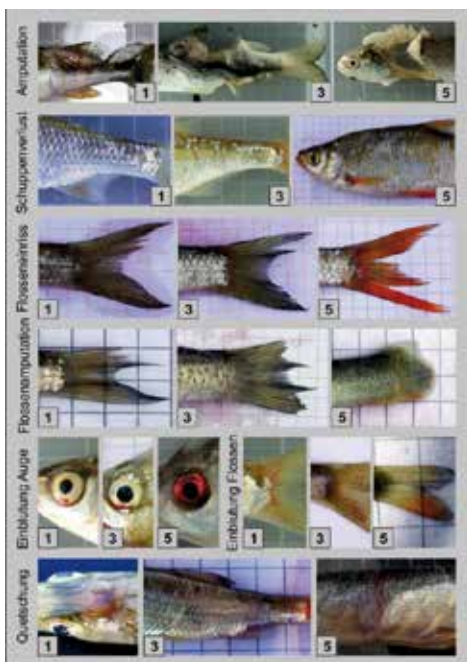 Amputation
1 3 5
Schuppenverlust
1 3 5
Flosseneinriss
1 3 5
Flossenamputation
1 3 5
Einblutung Auge
1 3 5
Einblutung Flossen
1 3 5
Quetschung
1 3 5